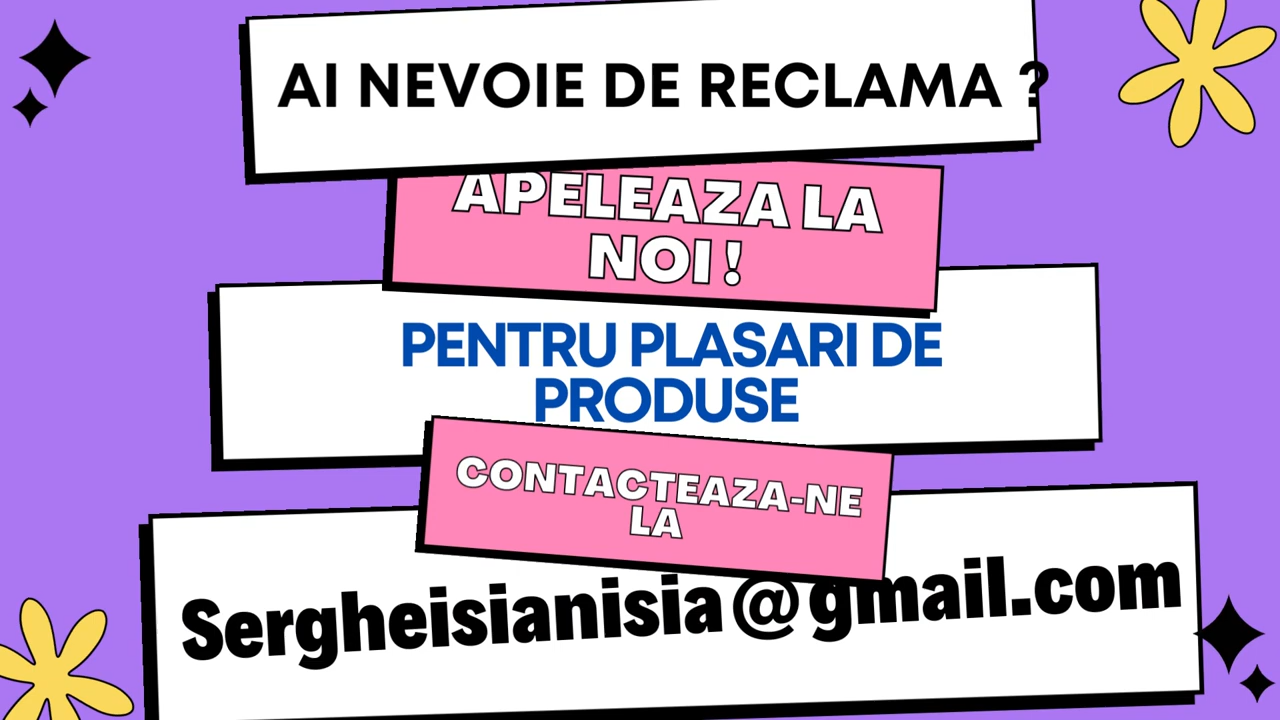 AI NEVOIE DE RECLAMA ?
APELEAZA LA
NOI !
PENTRU PLASARI DE
PRODUSE
CONTACTEAZA-NE
LA
Sergheisianisia@gmail.com